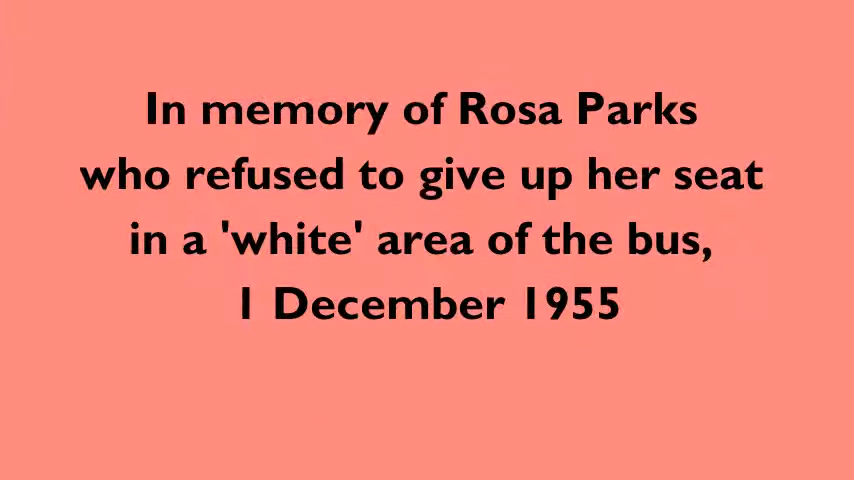 In memory of Rosa Parks
who refused to give up her seat
in a 'white' area of the bus,
1 December 1955